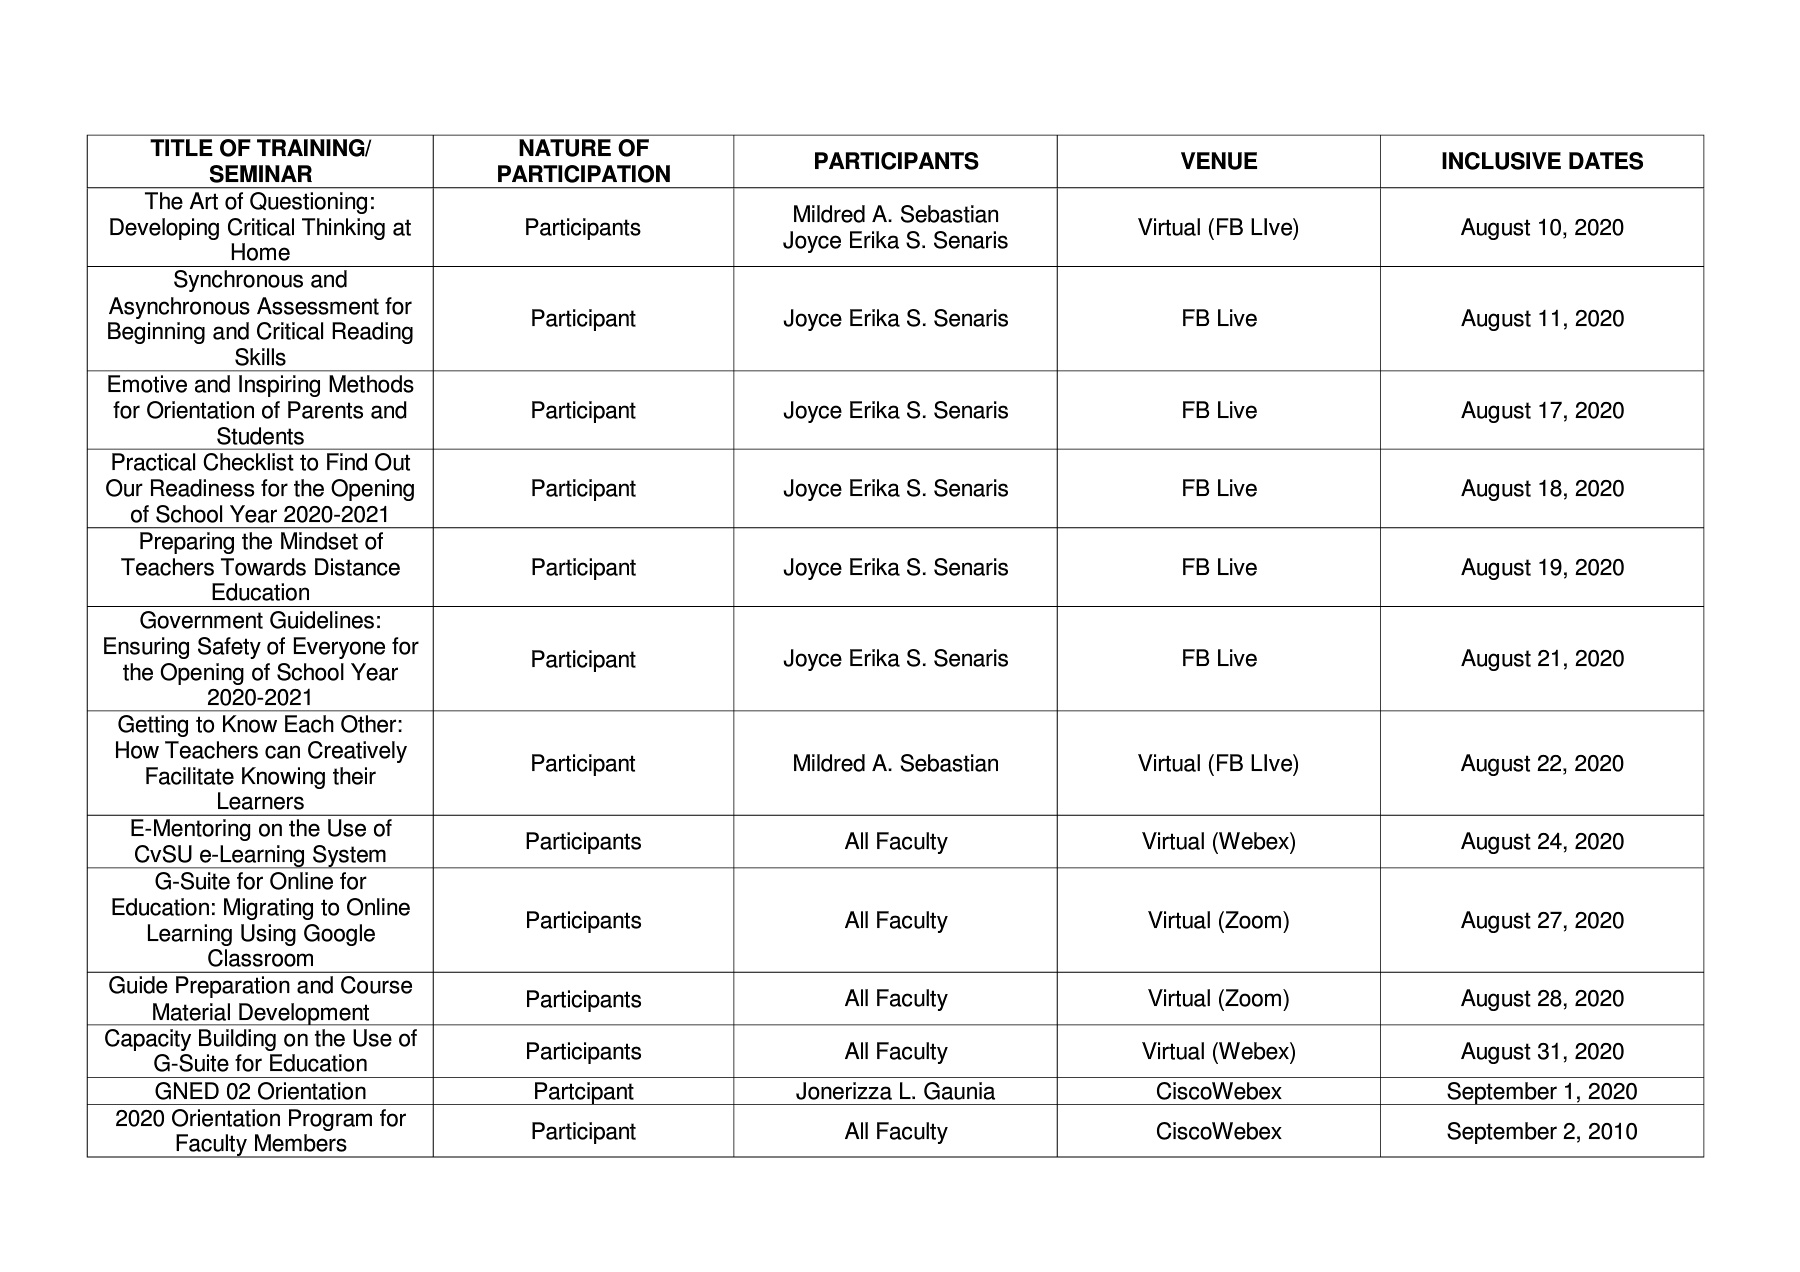 TITLE OF TRAINING/
SEMINAR
NATURE OF
PARTICIPATION
PARTICIPANTS
VENUE
INCLUSIVE DATES
The Art of Questioning:
Developing Critical Thinking at
Home
Participants
Mildred A. Sebastian
Joyce Erika S. Senaris
Virtual (FB LIve)
August 10, 2020
Synchronous and
Asynchronous Assessment for
Beginning and Critical Reading
Skills
Participant
Joyce Erika S. Senaris
FB Live
August 11, 2020
Emotive and Inspiring Methods
for Orientation of Parents and
Students
Participant
Joyce Erika S. Senaris
FB Live
August 17, 2020
Practical Checklist to Find Out
Our Readiness for the Opening
of School Year 2020-2021
Participant
Joyce Erika S. Senaris
FB Live
August 18, 2020
Preparing the Mindset of
Teachers Towards Distance
Education
Participant
Joyce Erika S. Senaris
FB Live
August 19, 2020
Government Guidelines:
Ensuring Safety of Everyone for
the Opening of School Year
2020-2021
Participant
Joyce Erika S. Senaris
FB Live
August 21, 2020
Getting to Know Each Other:
How Teachers can Creatively
Facilitate Knowing their
Learners
Participant
Mildred A. Sebastian
Virtual (FB LIve)
August 22, 2020
E-Mentoring on the Use of
CvSU e-Learning System
Participants
All Faculty
Virtual (Webex)
August 24, 2020
G-Suite for Online for
Education: Migrating to Online
Learning Using Google
Classroom
Participants
All Faculty
Virtual (Zoom)
August 27, 2020
Guide Preparation and Course
Material Development
Participants
All Faculty
Virtual (Zoom)
August 28, 2020
Capacity Building on the Use of
G-Suite for Education
Participants
All Faculty
Virtual (Webex)
August 31, 2020
GNED 02 Orientation
Partcipant
Jonerizza L. Gaunia
CiscoWebex
September 1, 2020
2020 Orientation Program for
Faculty Members
Participant
All Faculty
CiscoWebex
September 2, 2010